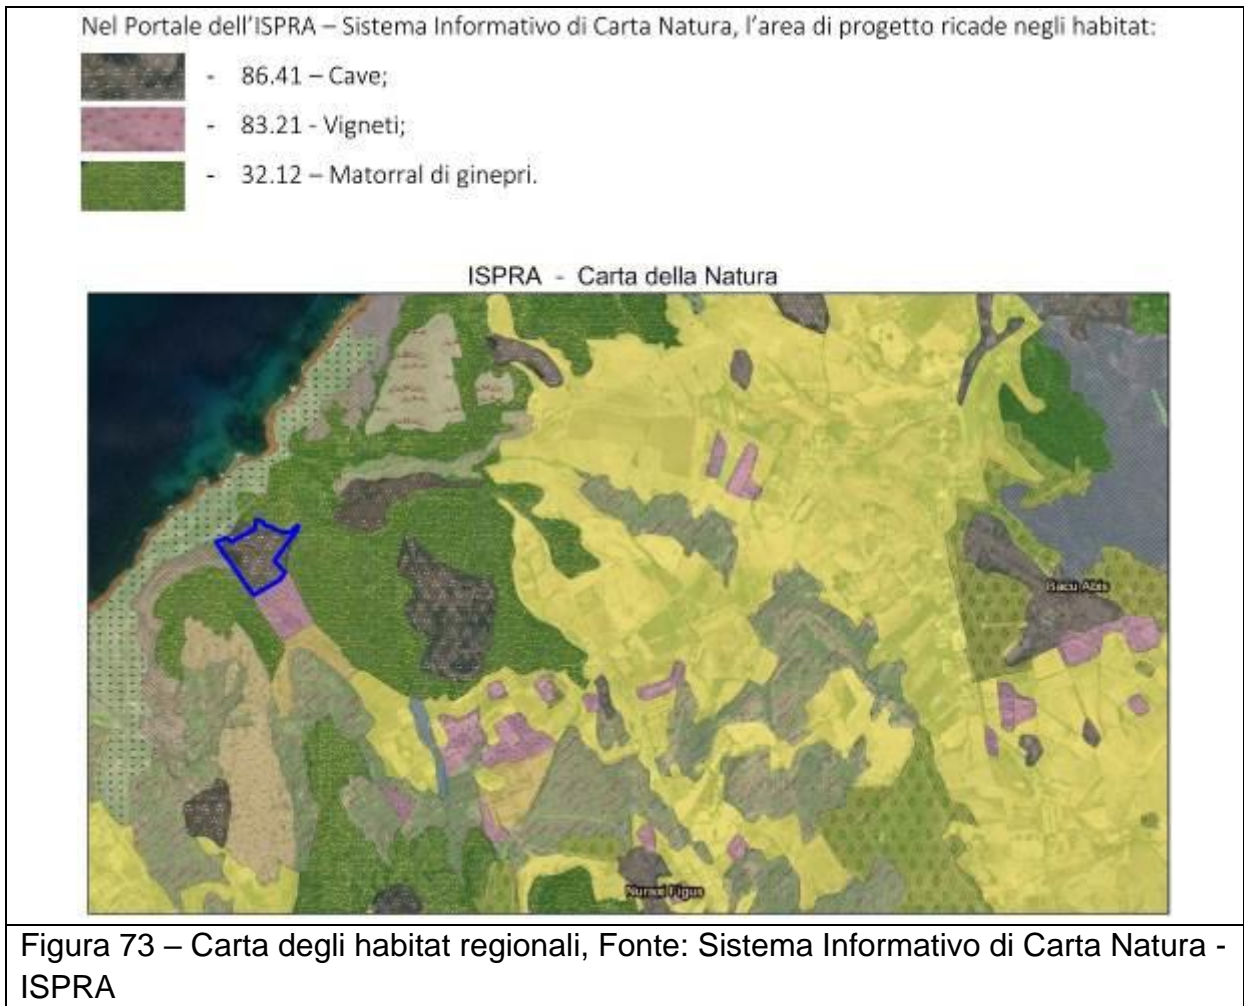 Nel Portale dell'ISPRA – Sistema Informativo di Carta Natura, l'area di progetto ricade negli habitat:
- 86.41 – Cave;
- 83.21 - Vigneti;
- 32.12 – Matorral di ginepri.
ISPRA - Carta della Natura
Bacu Abis
Nuraxi Figus
Figura 73 – Carta degli habitat regionali, Fonte: Sistema Informativo di Carta Natura -
ISPRA